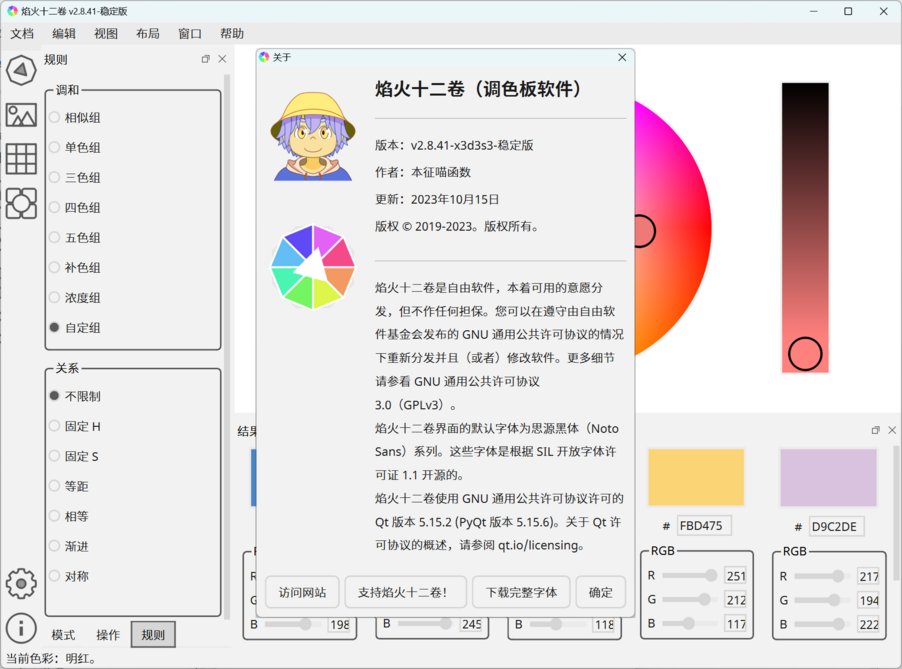 焰火十二卷 v2.8.41-稳定版
文档 编辑 视图 布局 窗口 帮助
规则
调和
相似组
单色组
三色组
四色组
五色组
补色组
浓度组
自定组
关系
不限制
固定 H
固定 S
等距
相等
渐进
对称
模式 操作 规则
当前色彩：明红。
关于
焰火十二卷（调色板软件）
版本：v2.8.41-x3d3s3-稳定版
作者：本征喵函数
更新：2023年10月15日
版权 © 2019-2023。版权所有。
焰火十二卷是自由软件，本着可用的意愿分
发，但不作任何担保。您可以在遵守由自由软
件基金会发布的 GNU 通用公共许可协议的情况
下重新分发并且（或者）修改软件。更多细节
请参看 GNU 通用公共许可协议
3.0（GPLv3）。
焰火十二卷界面的默认字体为思源黑体（Noto
Sans）系列。这些字体是根据 SIL 开放字体许
可证 1.1 开源的。
焰火十二卷使用 GNU 通用公共许可协议许可的
Qt 版本 5.15.2 (PyQt 版本 5.15.6)。关于 Qt 许
可协议的概述，请参阅 qt.io/licensing。
访问网站 支持焰火十二卷！ 下载完整字体 确定
结果
B 198
B 245
B 118
# FBD475
RGB
R 251
G 212
B 117
# D9C2DE
RGB
R 217
G 194
B 222